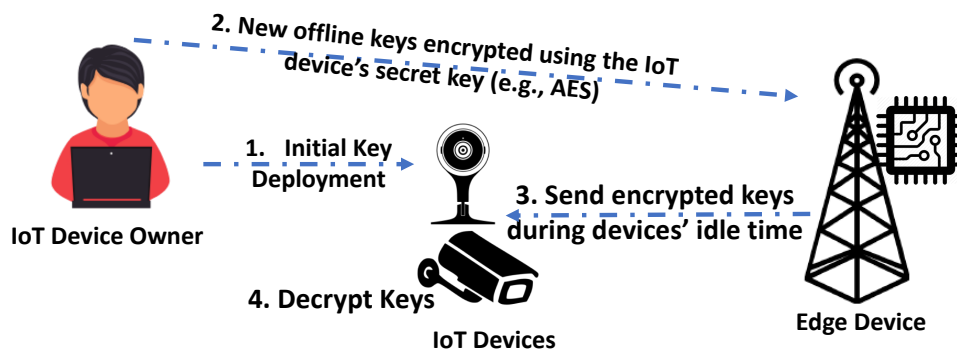 2. New offline keys encrypted using the IoT
device's secret key (e.g., AES)
1. Initial Key
Deployment
3. Send encrypted keys
during devices' idle time
IoT Device Owner
4. Decrypt Keys
IoT Devices
Edge Device